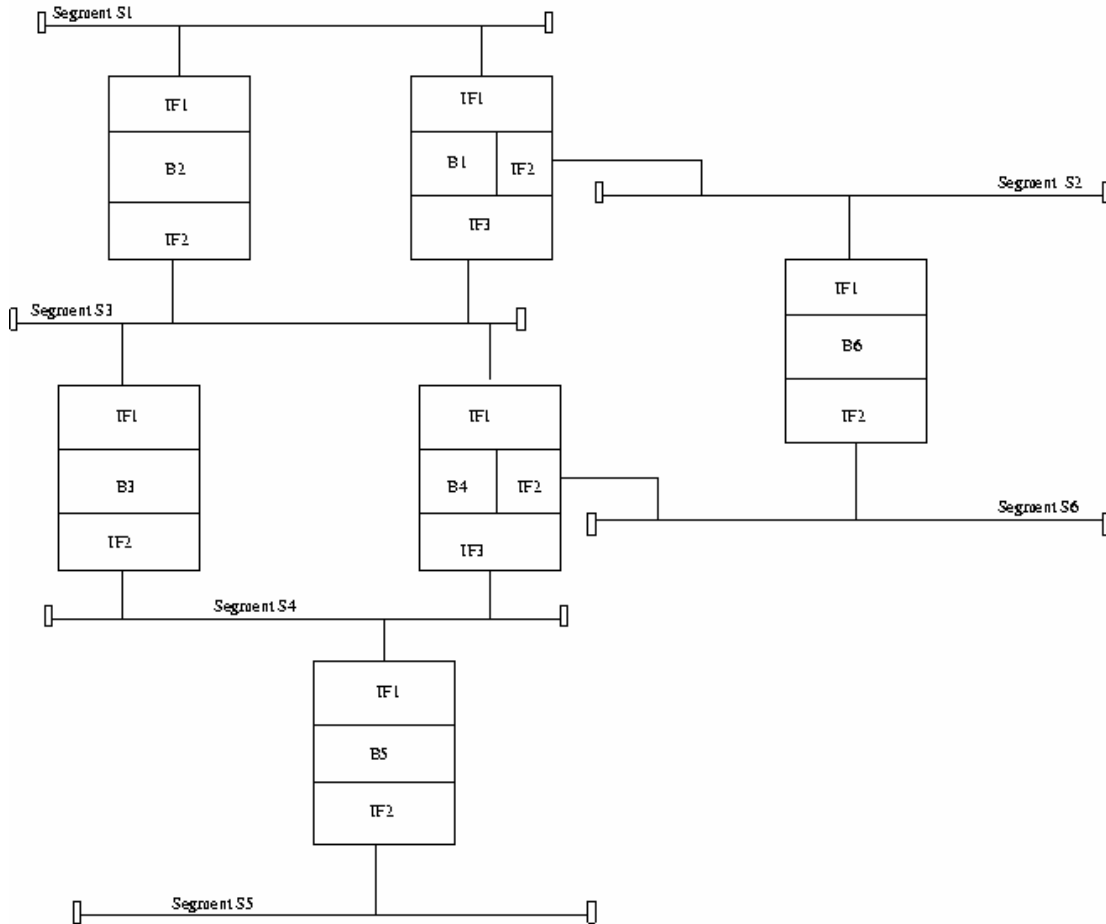 Segment S1
IF1
B2
IF2
IF1
B1
IF2
IF3
Segment S2
IF1
B6
IF2
Segment S3
IF1
B3
IF2
IF1
B4
IF2
IF3
Segment S6
Segment S4
IF1
B5
IF2
Segment S5